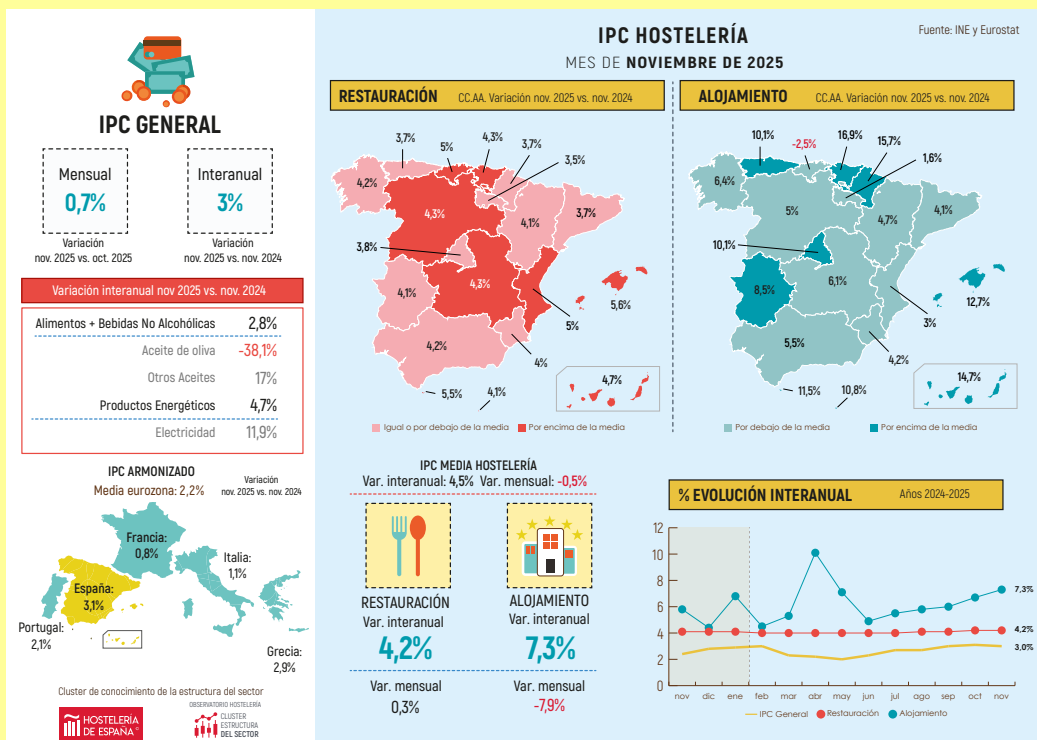 IPC GENERAL
Mensual
0,7%
Variación
nov. 2025 vs. oct. 2025
Interanual
3%
Variación
nov. 2025 vs. nov. 2024
Variación interanual nov 2025 vs. nov. 2024
Alimentos + Bebidas No Alcohólicas 2,8%
Aceite de oliva -38,1%
Otros Aceites 17%
Productos Energéticos 4,7%
Electricidad 11,9%
IPC ARMONIZADO
Media eurozona: 2,2%
Variación
nov. 2025 vs. nov. 2024
Francia:
0,8%
Italia:
1,1%
España:
3,1%
Portugal:
2,1%
Grecia:
2,9%
Cluster de conocimiento de la estructura del sector
HOSTELERÍA
DE ESPAÑA
OBSERVATORIO HOSTELERÍA
CLUSTER
ESTRUCTURA
DEL SECTOR
IPC HOSTELERÍA
MES DE NOVIEMBRE DE 2025
Fuente: INE y Eurostat
RESTAURACIÓN CC.AA. Variación nov. 2025 vs. nov. 2024
3,7%
5%
4,3%
3,7%
3,5%
4,2%
4,3%
4,1%
3,7%
3,8%
4,1%
4,3%
5,6%
5%
4,2%
4%
4,7%
5,5%
4,1%
Igual o por debajo de la media
Por encima de la media
ALOJAMIENTO CC.AA. Variación nov. 2025 vs. nov. 2024
10,1%
-2,5%
16,9%
15,7%
1,6%
6,4%
5%
4,7%
4,1%
10,1%
8,5%
6,1%
12,7%
3%
5,5%
4,2%
14,7%
11,5%
10,8%
Por debajo de la media
Por encima de la media
IPC MEDIA HOSTELERÍA
Var. interanual: 4,5% Var. mensual: -0,5%
RESTAURACIÓN
Var. interanual
4,2%
Var. mensual
0,3%
ALOJAMIENTO
Var. interanual
7,3%
Var. mensual
-7,9%
% EVOLUCIÓN INTERANUAL Años 2024-2025
12
10
8
6
4
2
0
7,3%
4,2%
3,0%
nov dic ene feb mar abr may jun jul ago sep oct nov
IPC General Restauración Alojamiento